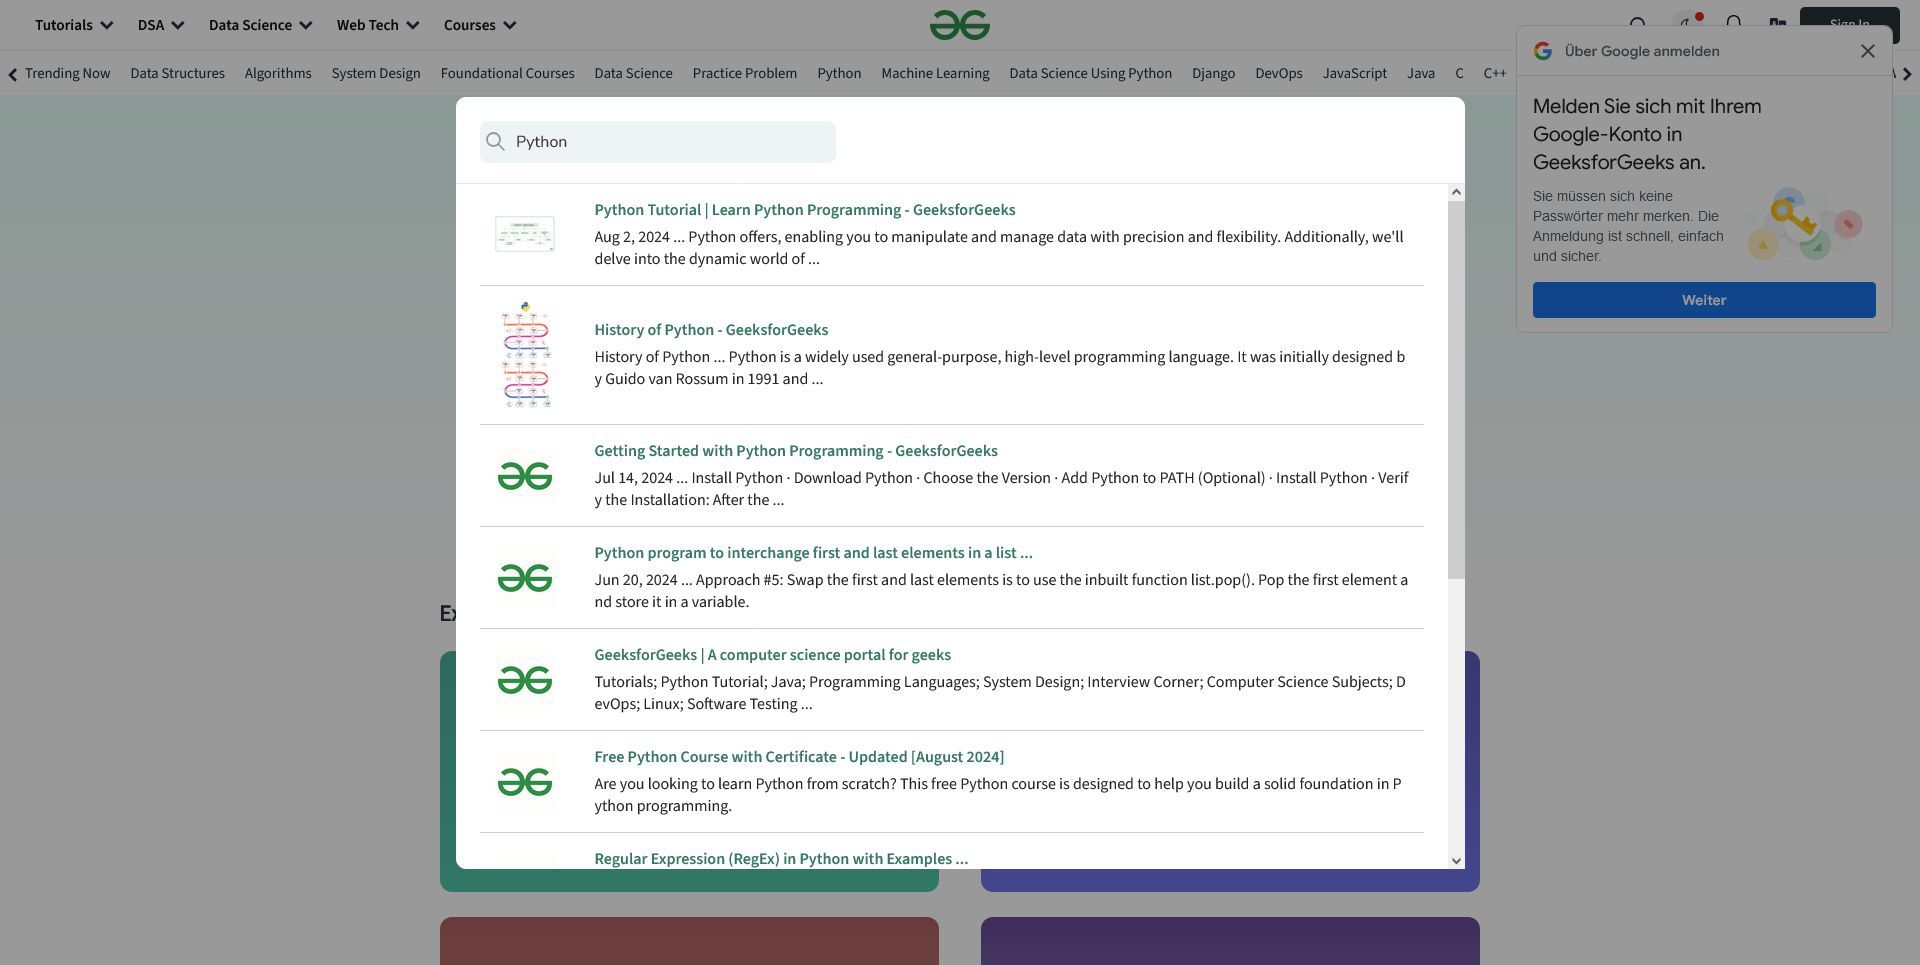 Tutorials
DSA
Data Science
Web Tech
Courses
Trending Now
Data Structures
Algorithms
System Design
Foundational Courses
Data Science
Practice Problem
Python
Machine Learning
Data Science Using Python
Django
DevOps
JavaScript
Java
C
C++
Über Google anmelden
Melden Sie sich mit Ihrem
Google-Konto in
GeeksforGeeks an.
Sie müssen sich keine
Passwörter mehr merken. Die
Anmeldung ist schnell, einfach
und sicher.
Weiter
Python
Python Tutorial | Learn Python Programming - GeeksforGeeks
Aug 2, 2024 ... Python offers, enabling you to manipulate and manage data with precision and flexibility. Additionally, we'll
delve into the dynamic world of ...
History of Python - GeeksforGeeks
History of Python ... Python is a widely used general-purpose, high-level programming language. It was initially designed b
y Guido van Rossum in 1991 and ...
Getting Started with Python Programming - GeeksforGeeks
Jul 14, 2024 ... Install Python · Download Python · Choose the Version · Add Python to PATH (Optional) · Install Python · Verif
y the Installation: After the ...
Python program to interchange first and last elements in a list ...
Jun 20, 2024 ... Approach #5: Swap the first and last elements is to use the inbuilt function list.pop(). Pop the first element a
nd store it in a variable.
GeeksforGeeks | A computer science portal for geeks
Tutorials; Python Tutorial; Java; Programming Languages; System Design; Interview Corner; Computer Science Subjects; D
evOps; Linux; Software Testing ...
Free Python Course with Certificate - Updated [August 2024]
Are you looking to learn Python from scratch? This free Python course is designed to help you build a solid foundation in P
ython programming.
Regular Expression (RegEx) in Python with Examples ...